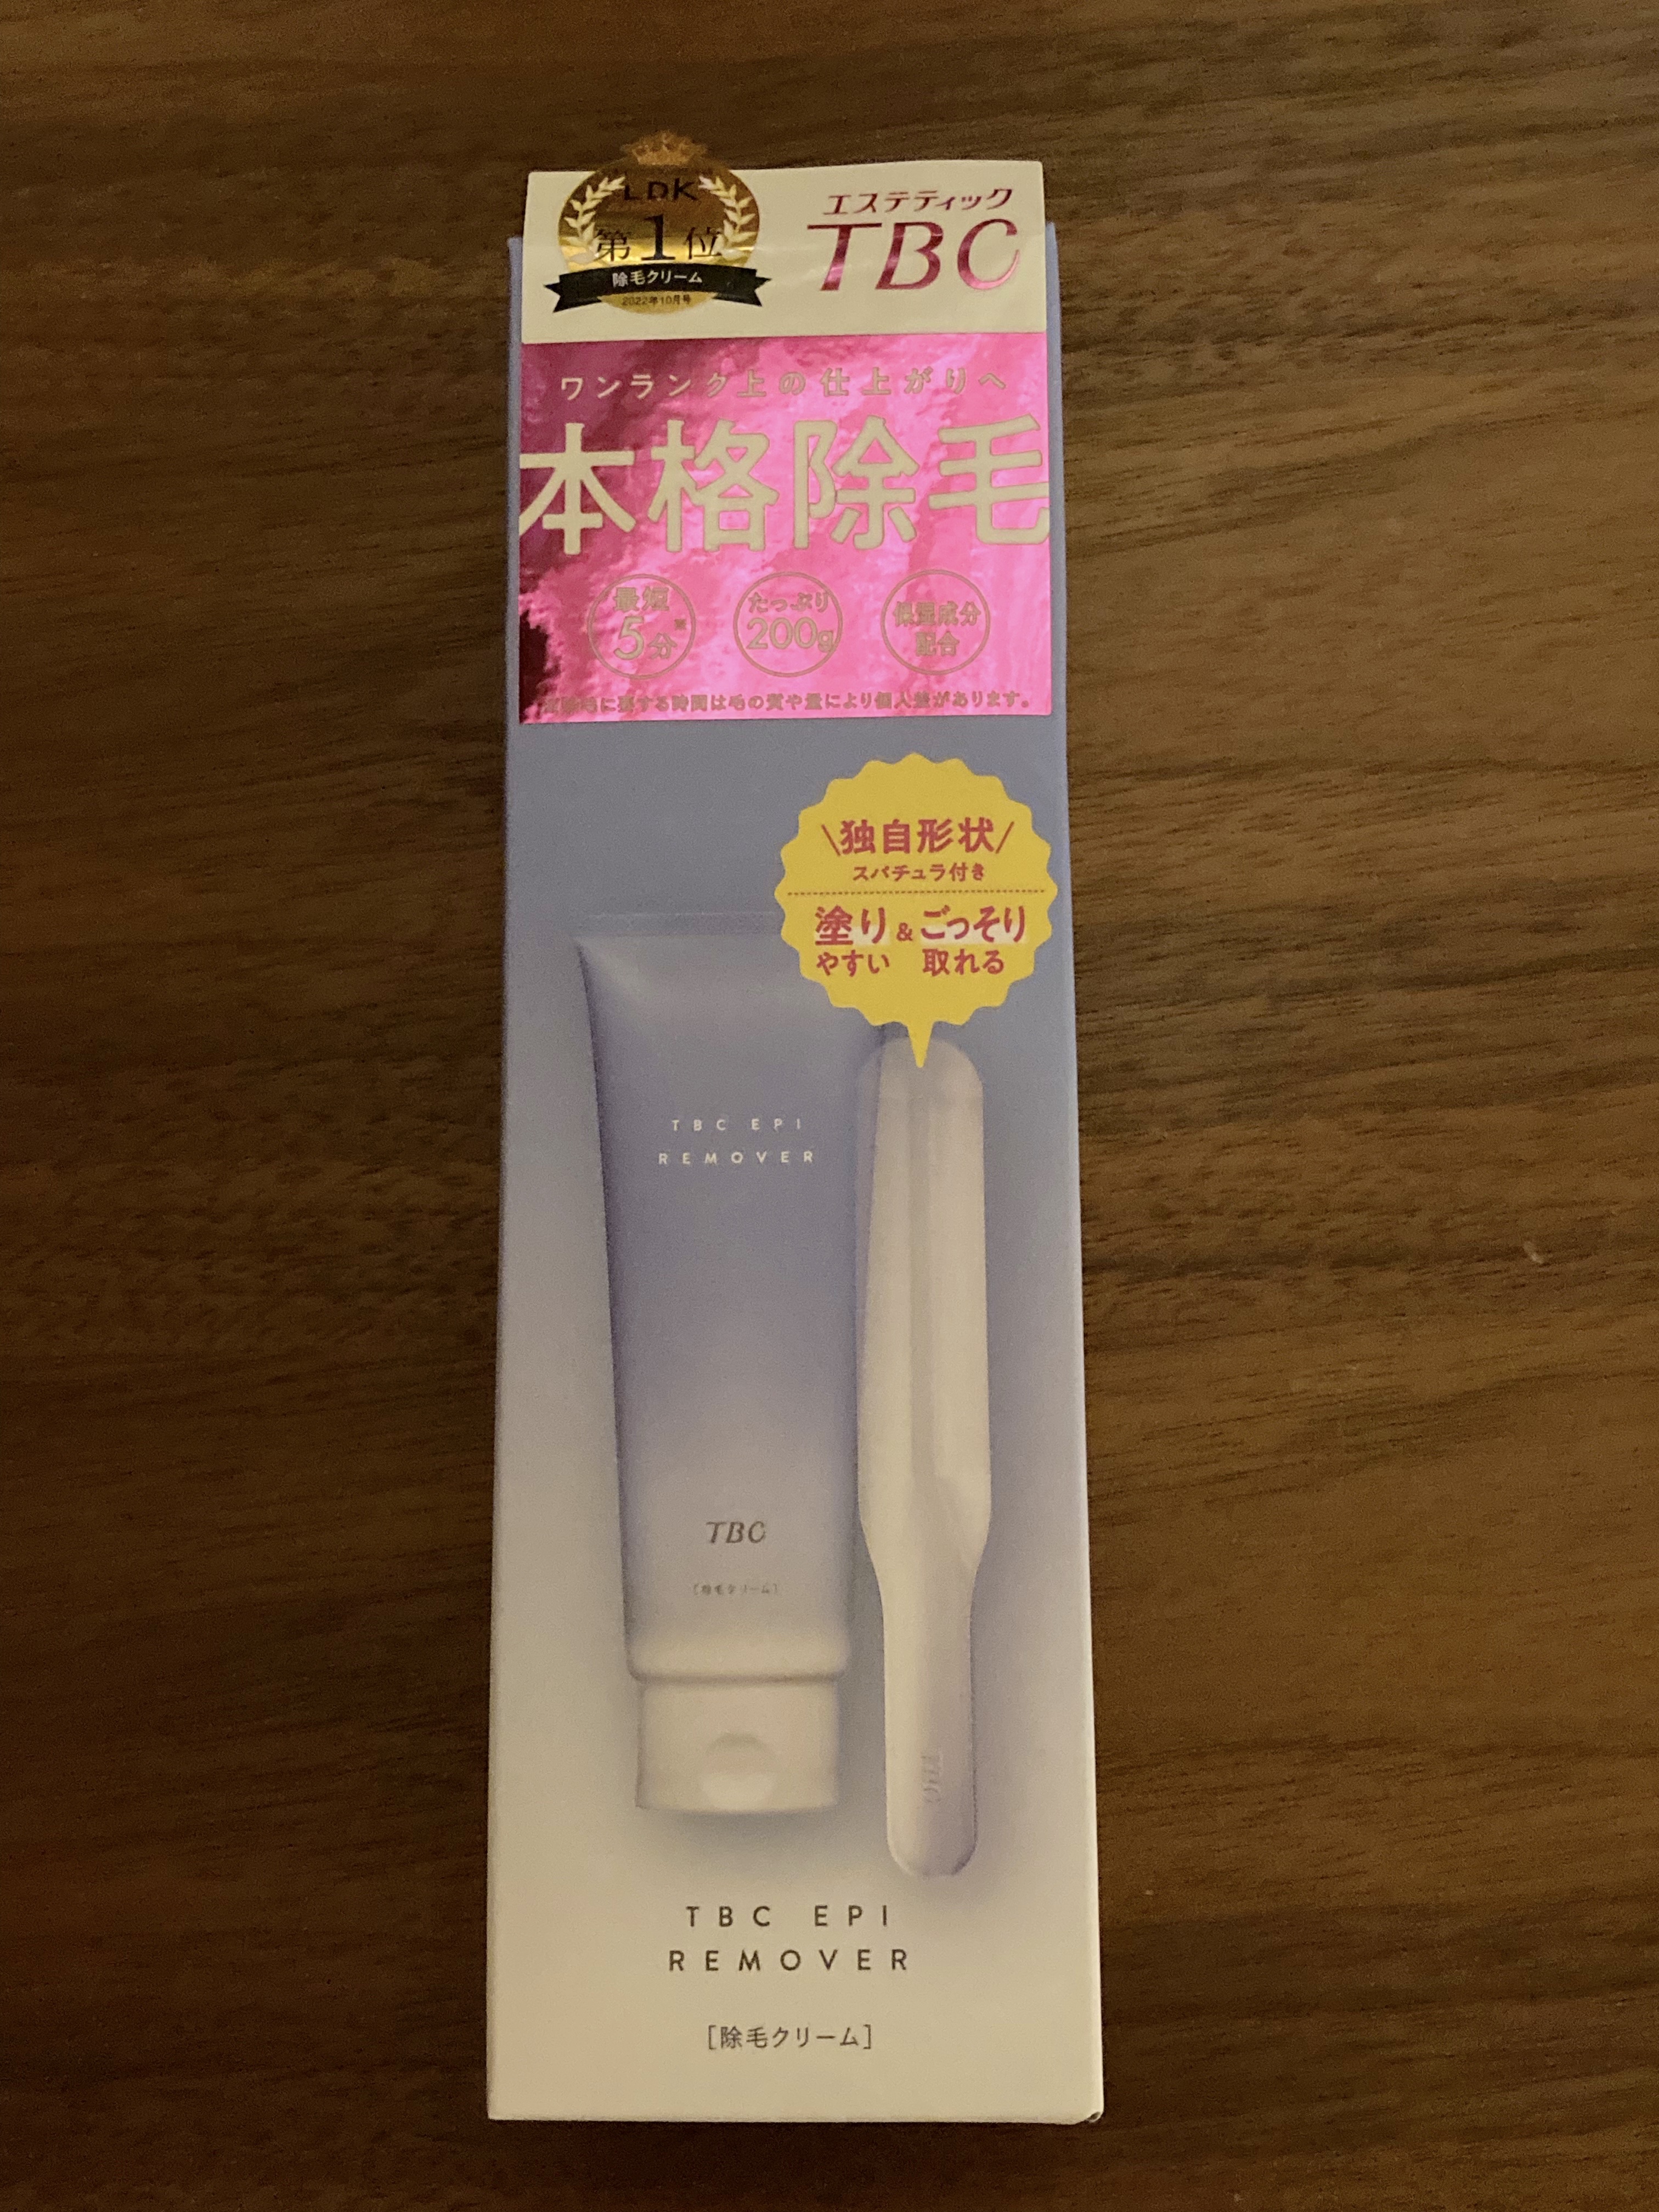 LDK
第1位
除毛クリーム
2022年10月号
エステティック
TBC
ワンランク上の仕上がりへ
本格除毛
最短
5分※
たっぷり
200g
保湿成分
配合
※除毛に要する時間は毛の質や量により個人差があります。
\独自形状/
スパチュラ付き
塗り&ごっそり
やすい 取れる
TBC EPI
REMOVER
TBC
[除毛クリーム]
TBC
TBC EPI
REMOVER
[除毛クリーム]